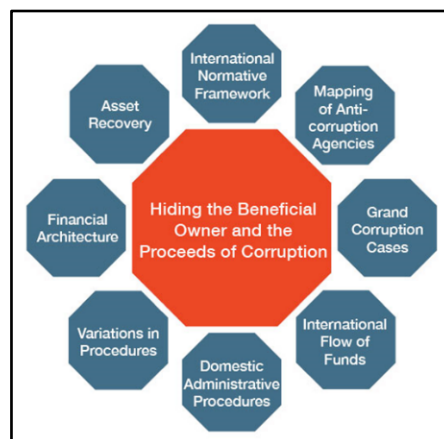 International
Normative
Framework
Mapping
of Anti-
corruption
Agencies
Grand
Corruption
Cases
International
Flow of
Funds
Domestic
Administrative
Procedures
Variations in
Procedures
Financial
Architecture
Asset
Recovery
Hiding the Beneficial
Owner and the
Proceeds of Corruption